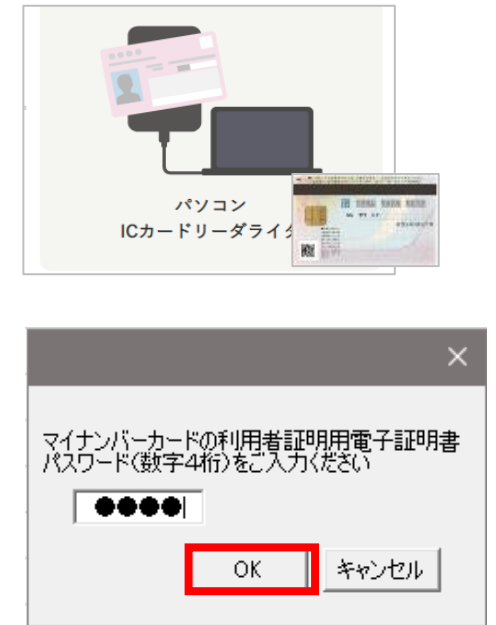 パソコン
ICカードリーダライタ
マイナンバーカードの利用者証明用電子証明書
パスワード(数字4桁)をご入力ください
●●●●
OK
キャンセル